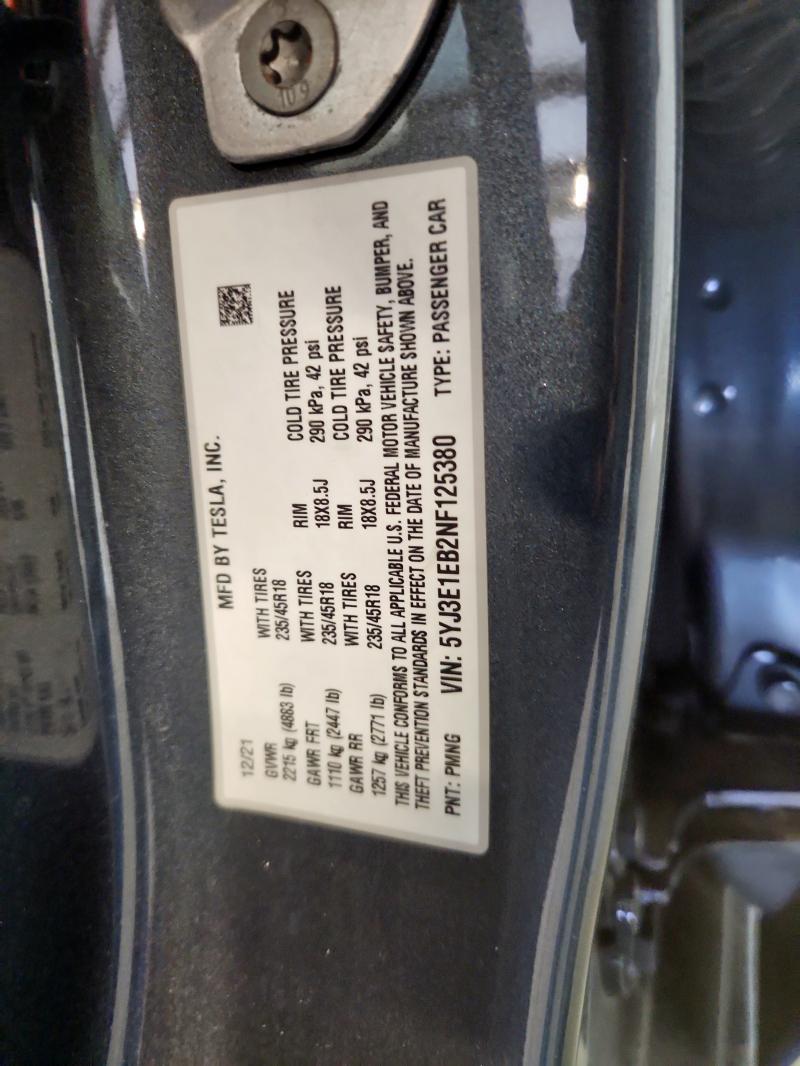 10.9
MFD BY TESLA, INC.
12/21
GVWR WITH TIRES RIM COLD TIRE PRESSURE
2215 kg (4883 lb) 235/45R18 18X8.5J 290 kPa, 42 psi
GAWR FRT WITH TIRES RIM COLD TIRE PRESSURE
1110 kg (2447 lb) 235/45R18 18X8.5J 290 kPa, 42 psi
GAWR RR WITH TIRES
1257 kg (2771 lb) 235/45R18
THIS VEHICLE CONFORMS TO ALL APPLICABLE U.S. FEDERAL MOTOR VEHICLE SAFETY, BUMPER, AND
THEFT PREVENTION STANDARDS IN EFFECT ON THE DATE OF MANUFACTURE SHOWN ABOVE.
PNT: PMNG VIN: 5YJ3E1EB2NF125380 TYPE: PASSENGER CAR